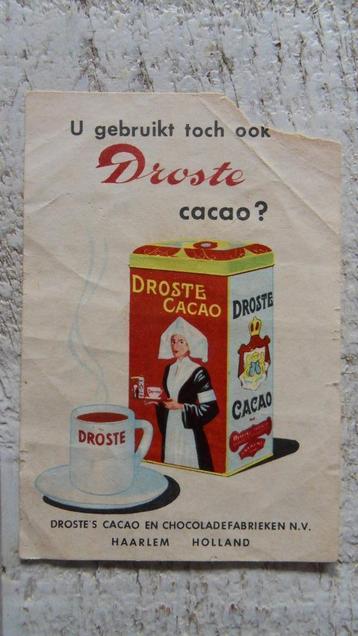 U gebruikt toch ook
Droste
cacao?
DROSTE
CACAO
DROSTE
CACAO
DROSTE
DROSTE'S CACAO EN CHOCOLADEFABRIEKEN N.V.
HAARLEM HOLLAND